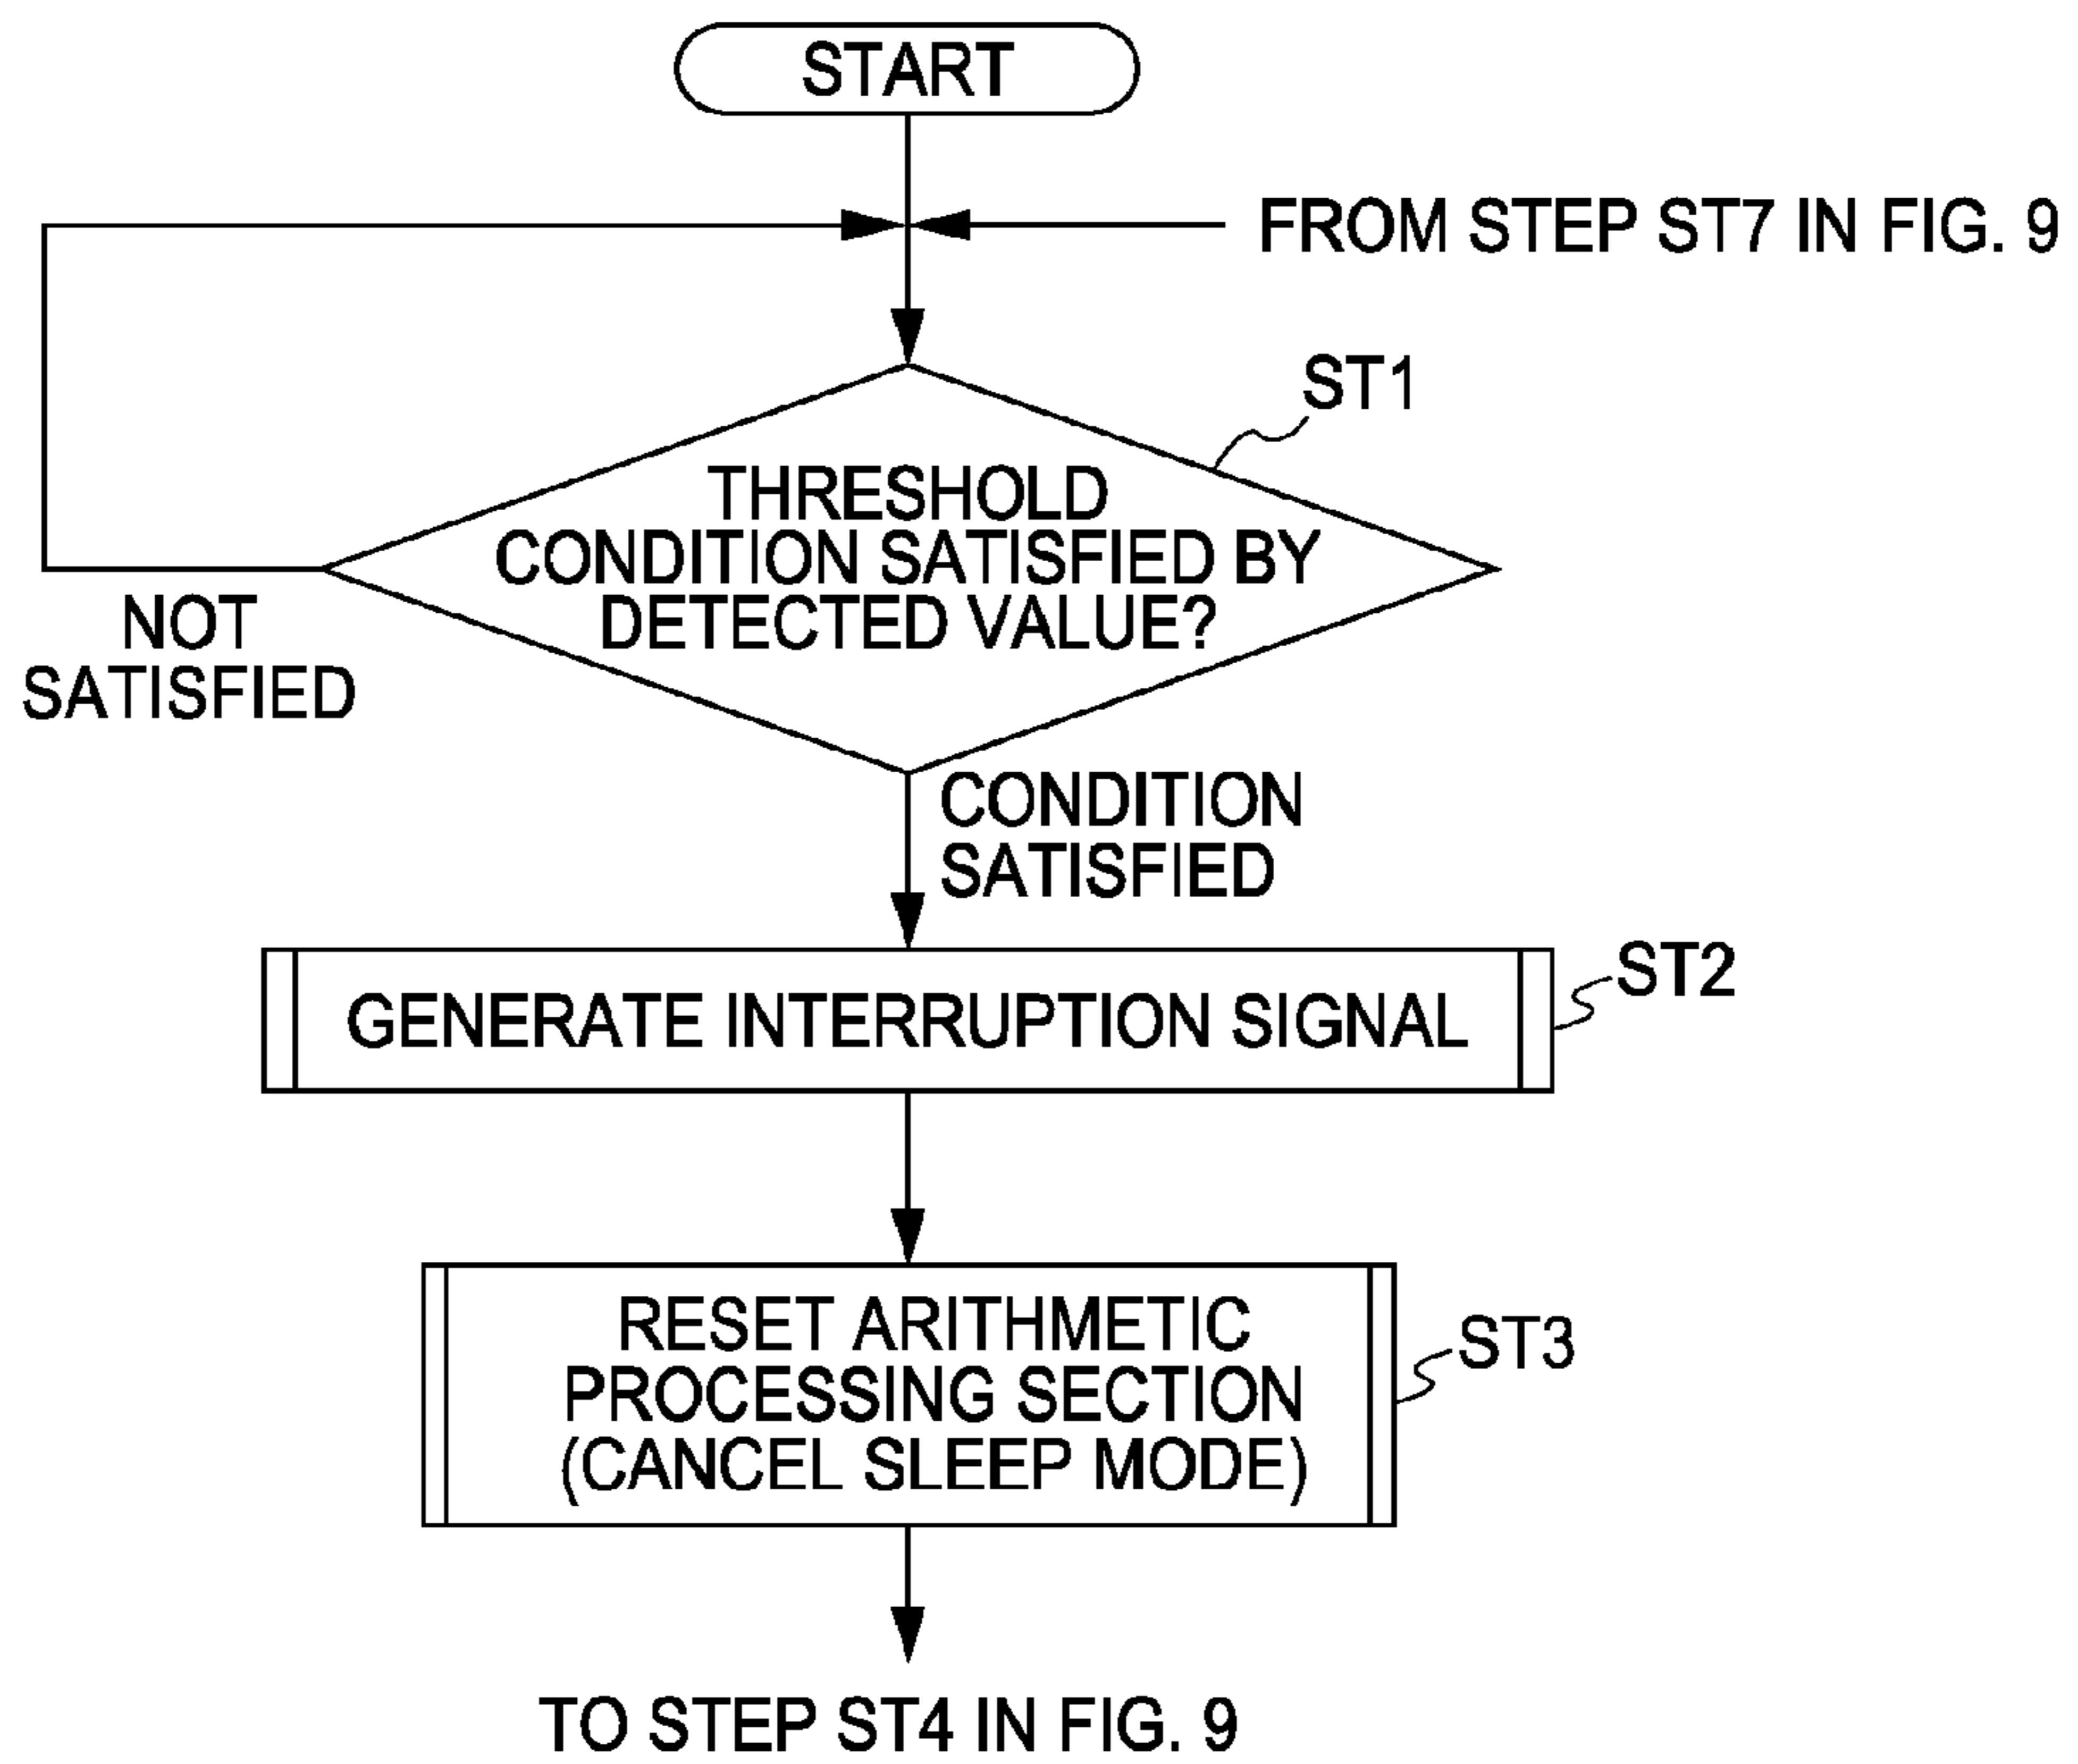 START
FROM STEP ST7 IN FIG. 9
ST1
THRESHOLD
CONDITION SATISFIED BY
DETECTED VALUE?
NOT
SATISFIED
CONDITION
SATISFIED
GENERATE INTERRUPTION SIGNAL
ST2
RESET ARITHMETIC
PROCESSING SECTION
(CANCEL SLEEP MODE)
ST3
TO STEP ST4 IN FIG. 9